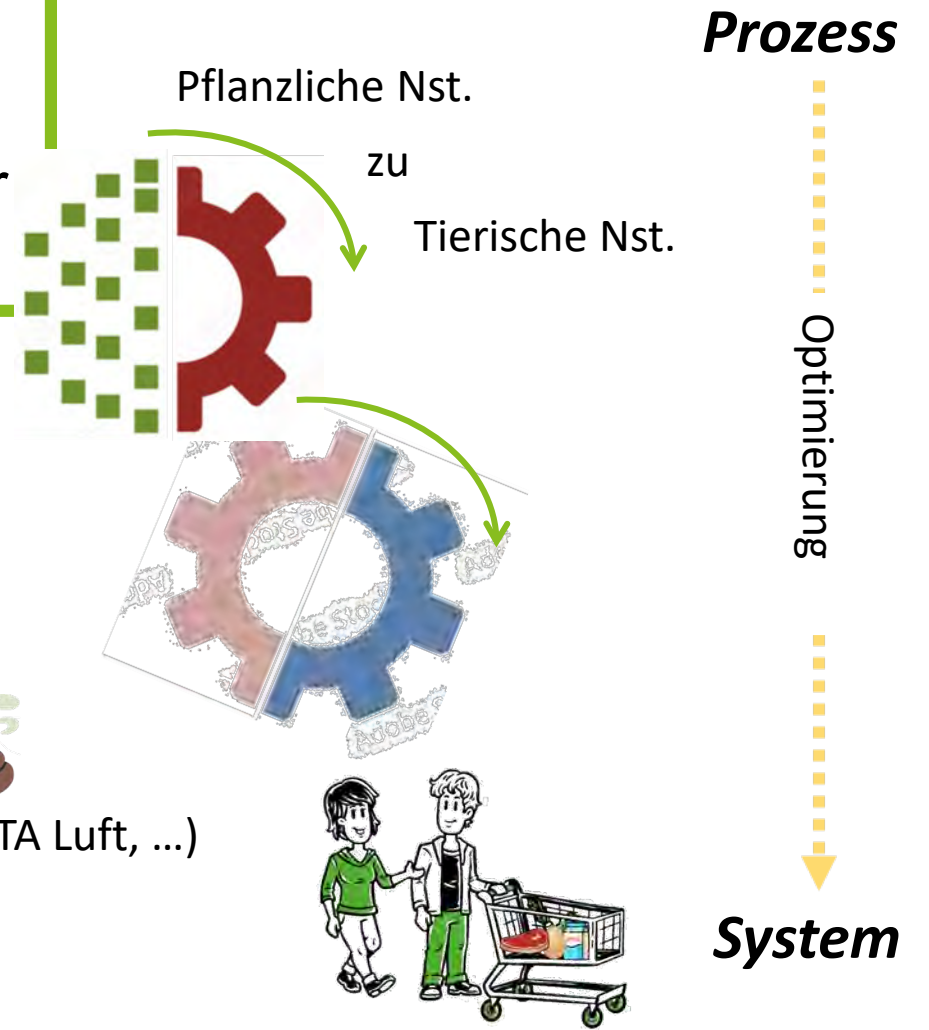 Prozess
Pflanzliche Nst.
zu
Tierische Nst.
Optimierung
TA Luft, ...)
System